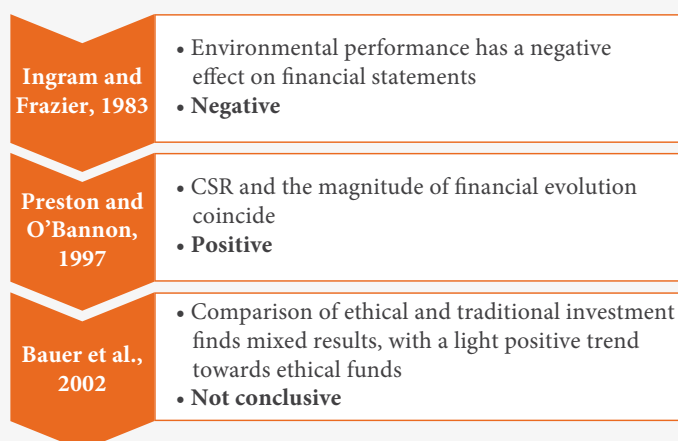 Ingram and
Frazier, 1983
• Environmental performance has a negative
effect on financial statements
• Negative
Preston and
O'Bannon,
1997
• CSR and the magnitude of financial evolution
coincide
• Positive
Bauer et al.,
2002
• Comparison of ethical and traditional investment
finds mixed results, with a light positive trend
towards ethical funds
• Not conclusive